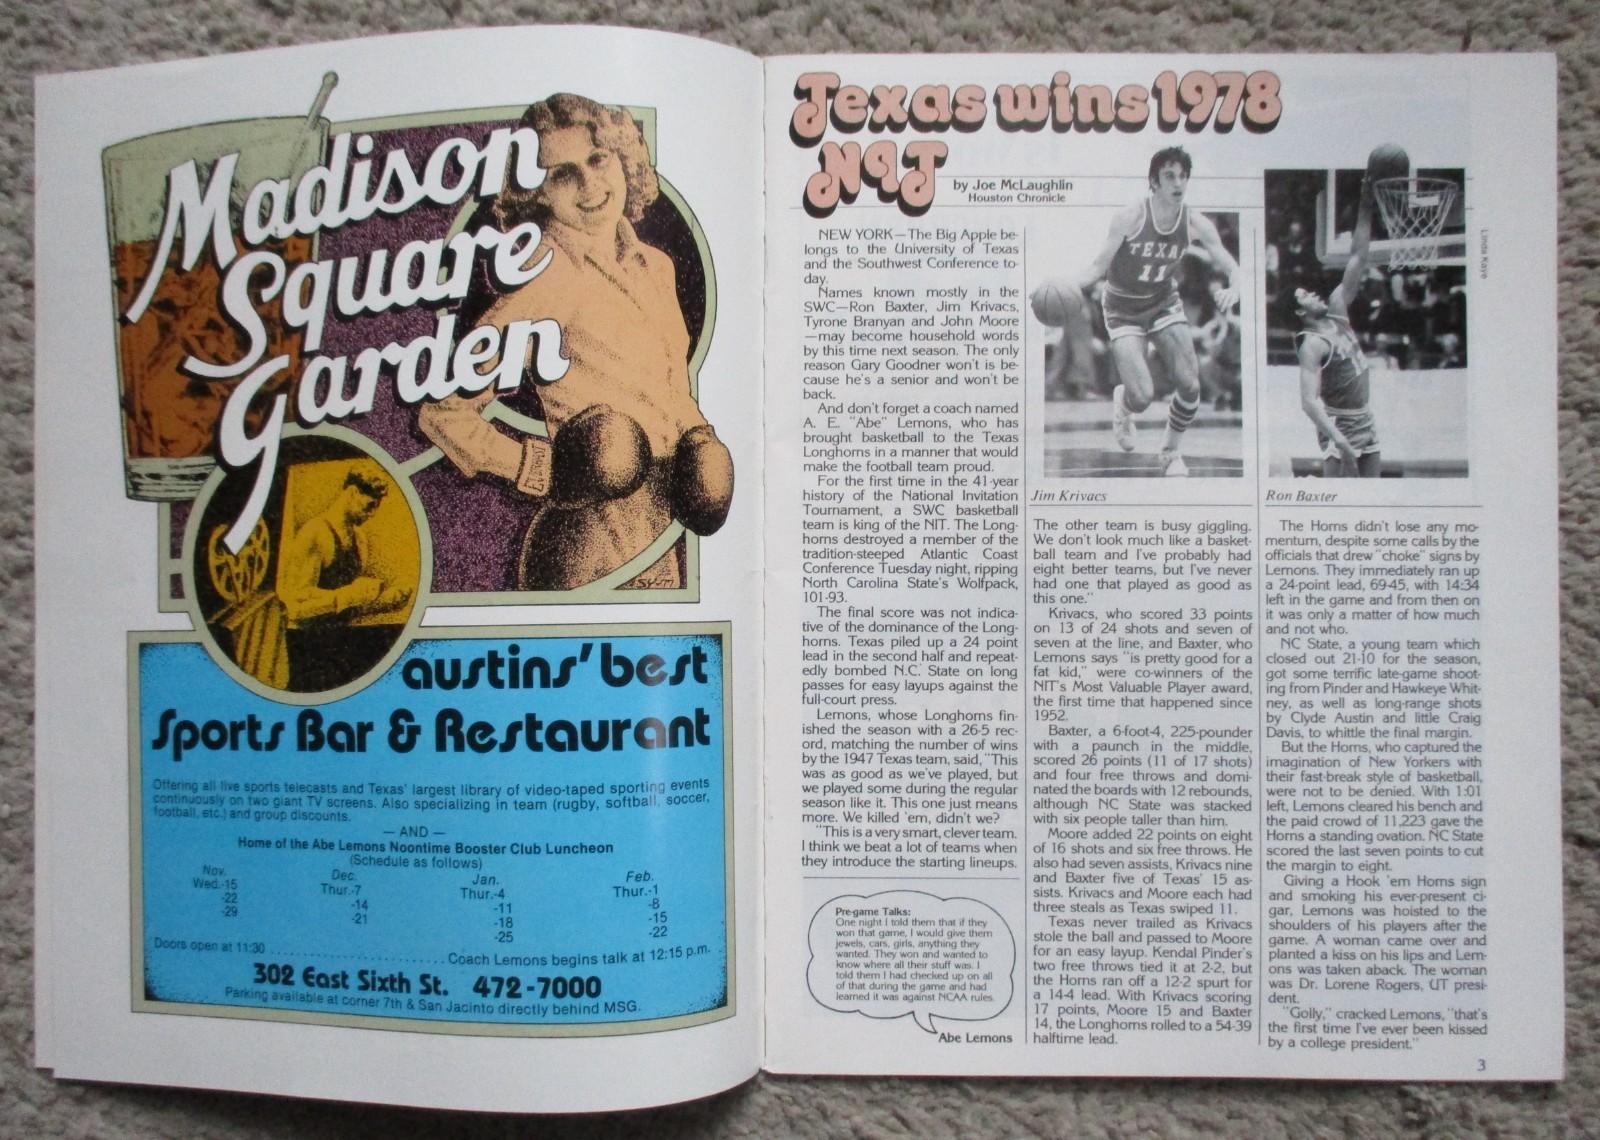 Madison
Square
Garden
EVERLAST
austins' best
Sports Bar & Restaurant
Offering all live sports telecasts and Texas' largest library of video-taped sporting events
continuously on two giant TV screens. Also specializing in team (rugby, softball, soccer,
football, etc.) and group discounts.
— AND —
Home of the Abe Lemons Noontime Booster Club Luncheon
(Schedule as follows)
Nov. Dec. Jan. Feb.
Wed.-15 Thur.-7 Thur.-4 Thur.-1
-22 -14 -11 -8
-29 -21 -18 -15
-25 -22
Doors open at 11:30 ........................ Coach Lemons begins talk at 12:15 p.m.
302 East Sixth St. 472-7000
Parking available at corner 7th & San Jacinto directly behind MSG.
Texas wins 1978
NIT
by Joe McLaughlin
Houston Chronicle
NEW YORK—The Big Apple be-
longs to the University of Texas
and the Southwest Conference to-
day.
Names known mostly in the
SWC—Ron Baxter, Jim Krivacs,
Tyrone Branyan and John Moore
—may become household words
by this time next season. The only
reason Gary Goodner won't is be-
cause he's a senior and won't be
back.
And don't forget a coach named
A. E. "Abe" Lemons, who has
brought basketball to the Texas
Longhorns in a manner that would
make the football team proud.
For the first time in the 41-year
history of the National Invitation
Tournament, a SWC basketball
team is king of the NIT. The Long-
horns destroyed a member of the
tradition-steeped Atlantic Coast
Conference Tuesday night, ripping
North Carolina State's Wolfpack,
101-93.
The final score was not indica-
tive of the dominance of the Long-
horns. Texas piled up a 24 point
lead in the second half and repeat-
edly bombed N.C. State on long
passes for easy layups against the
full-court press.
Lemons, whose Longhorns fin-
ished the season with a 26-5 rec-
ord, matching the number of wins
by the 1947 Texas team, said, "This
was as good as we've played, but
we played some during the regular
season like it. This one just means
more. We killed 'em, didn't we?
"This is a very smart, clever team.
I think we beat a lot of teams when
they introduce the starting lineups.
Pre-game Talks:
One night I told them that if they
won that game, I would give them
jewels, cars, girls, anything they
wanted. They won and wanted to
know where all their stuff was. I
told them I had checked up on all
of that during the game and had
learned it was against NCAA rules.
Abe Lemons
TEXAS
11
Jim Krivacs
The other team is busy giggling.
We don't look much like a basket-
ball team and I've probably had
eight better teams, but I've never
had one that played as good as
this one."
Krivacs, who scored 33 points
on 13 of 24 shots and seven of
seven at the line, and Baxter, who
Lemons says "is pretty good for a
fat kid," were co-winners of the
NIT's Most Valuable Player award,
the first time that happened since
1952.
Baxter, a 6-foot-4, 225-pounder
with a paunch in the middle,
scored 26 points (11 of 17 shots)
and four free throws and domi-
nated the boards with 12 rebounds,
although NC State was stacked
with six people taller than him.
Moore added 22 points on eight
of 16 shots and six free throws. He
also had seven assists, Krivacs nine
and Baxter five of Texas' 15 as-
sists. Krivacs and Moore each had
three steals as Texas swiped 11.
Texas never trailed as Krivacs
stole the ball and passed to Moore
for an easy layup. Kendal Pinder's
two free throws tied it at 2-2, but
the Horns ran off a 12-2 spurt for
a 14-4 lead. With Krivacs scoring
17 points, Moore 15 and Baxter
14, the Longhorns rolled to a 54-39
halftime lead.
Linda Kaye
Ron Baxter
The Horns didn't lose any mo-
mentum, despite some calls by the
officials that drew "choke" signs by
Lemons. They immediately ran up
a 24-point lead, 69-45, with 14:34
left in the game and from then on
it was only a matter of how much
and not who.
NC State, a young team which
closed out 21-10 for the season,
got some terrific late-game shoot-
ing from Pinder and Hawkeye Whit-
ney, as well as long-range shots
by Clyde Austin and little Craig
Davis, to whittle the final margin.
But the Horns, who captured the
imagination of New Yorkers with
their fast-break style of basketball,
were not to be denied. With 1:01
left, Lemons cleared his bench and
the paid crowd of 11,223 gave the
Horns a standing ovation. NC State
scored the last seven points to cut
the margin to eight.
Giving a Hook 'em Horns sign
and smoking his ever-present ci-
gar, Lemons was hoisted to the
shoulders of his players after the
game. A woman came over and
planted a kiss on his lips and Lem-
ons was taken aback. The woman
was Dr. Lorene Rogers, UT presi-
dent.
"Golly," cracked Lemons, "that's
the first time I've ever been kissed
by a college president."
3